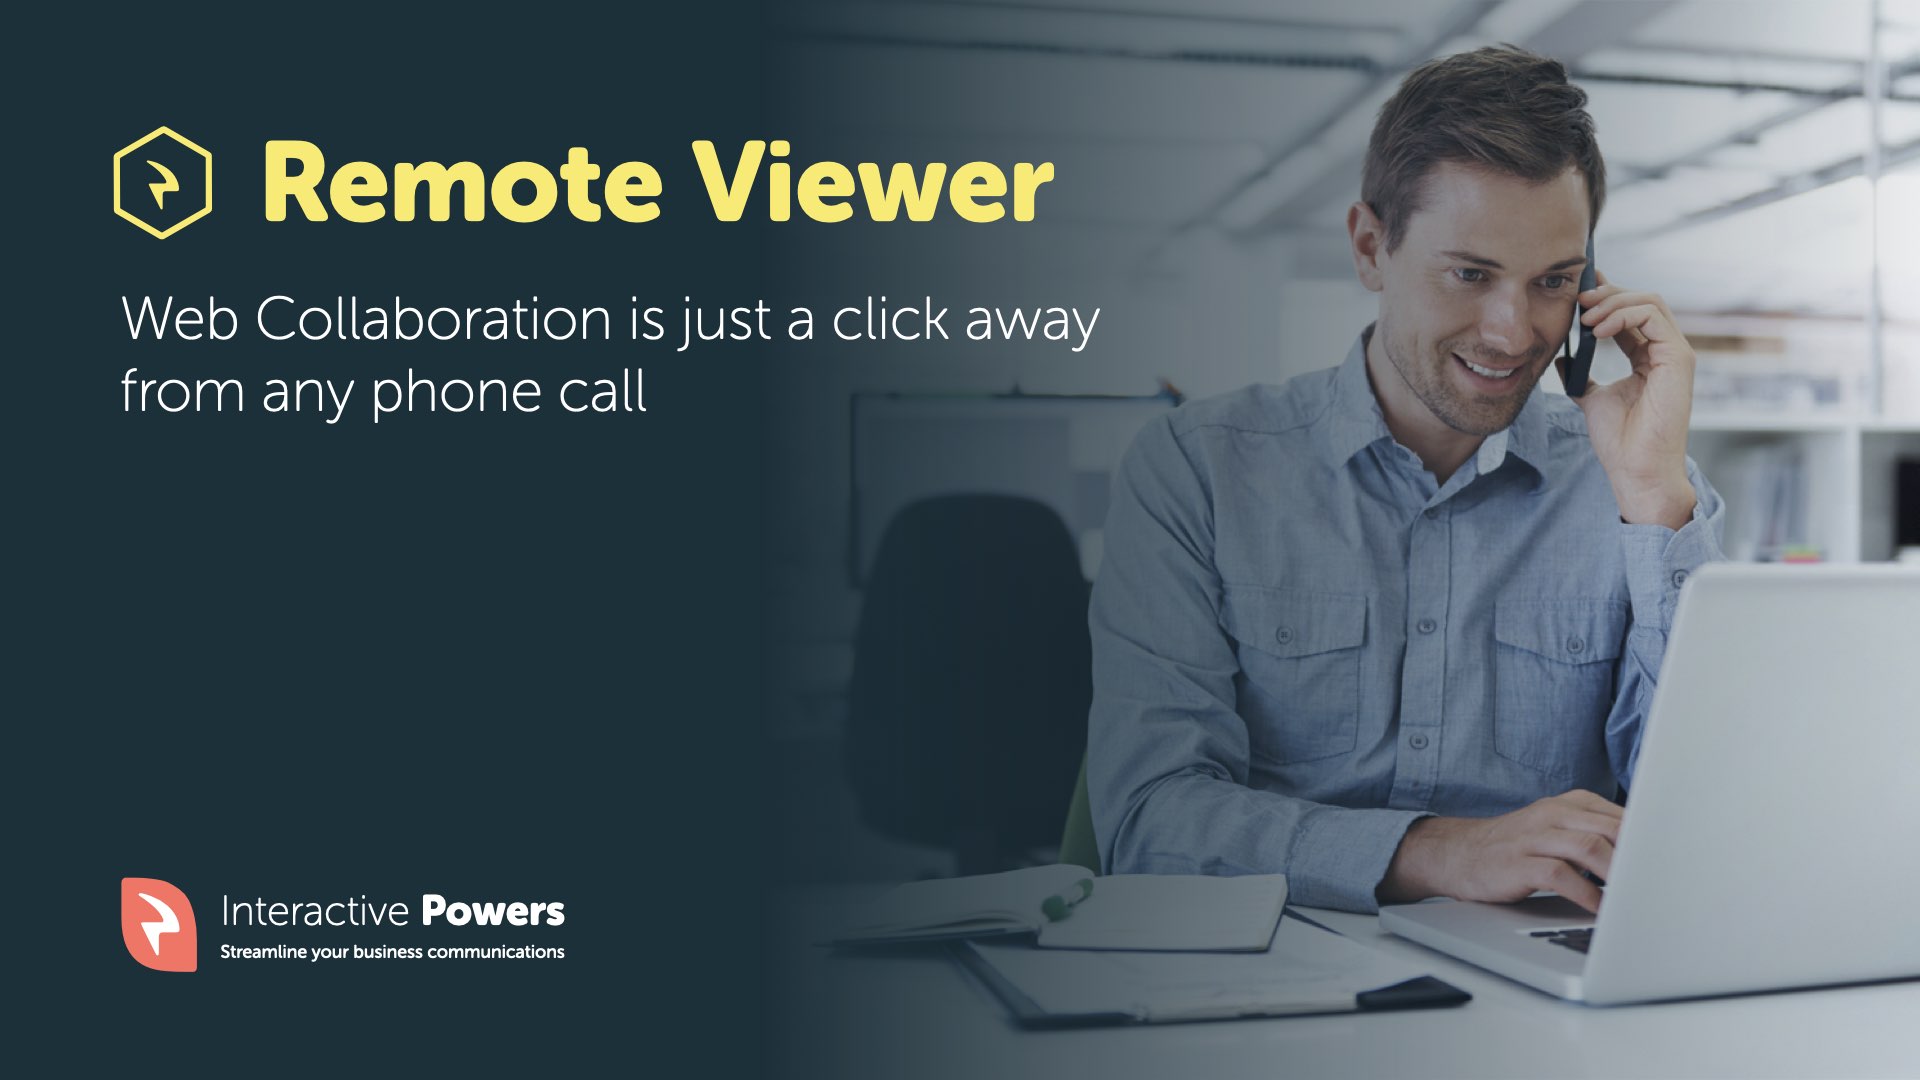 Remote Viewer
Web Collaboration is just a click away
from any phone call
Interactive Powers
Streamline your business communications